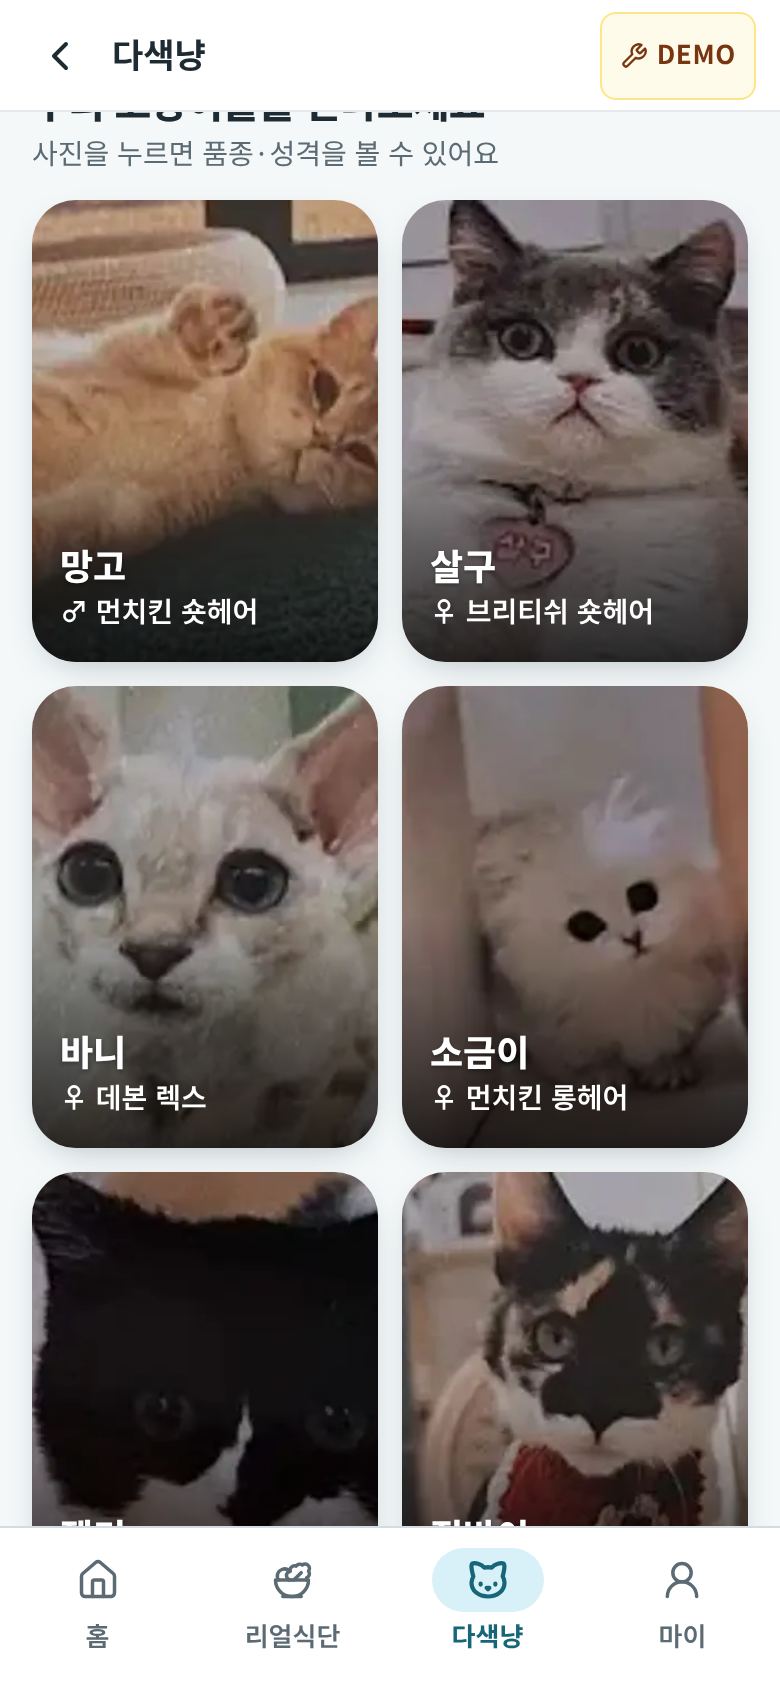 다색냥
DEMO
사진을 누르면 품종·성격을 볼 수 있어요
살구
망고
♂ 먼치킨 숏헤어
살구
♀ 브리티쉬 숏헤어
바니
♀ 데본 렉스
소금이
♀ 먼치킨 롱헤어
홈
리얼식단
다색냥
마이